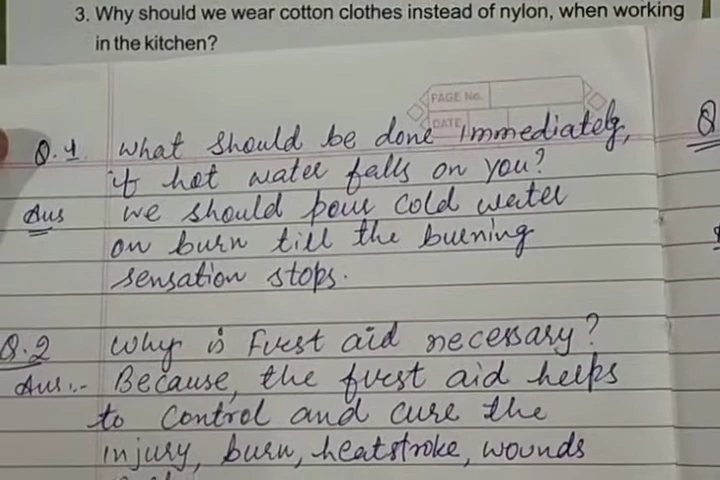 3. Why should we wear cotton clothes instead of nylon, when working
in the kitchen?
PAGE No.
DATE
Q.1. What should be done immediately,
if hot water falls on you?
Ans we should pour cold water
on burn till the burning
sensation stops.
Q.2 Why is First aid necessary?
Ans:- Because, the first aid helps
to control and cure the
injury, burn, heatstroke, wounds
Q